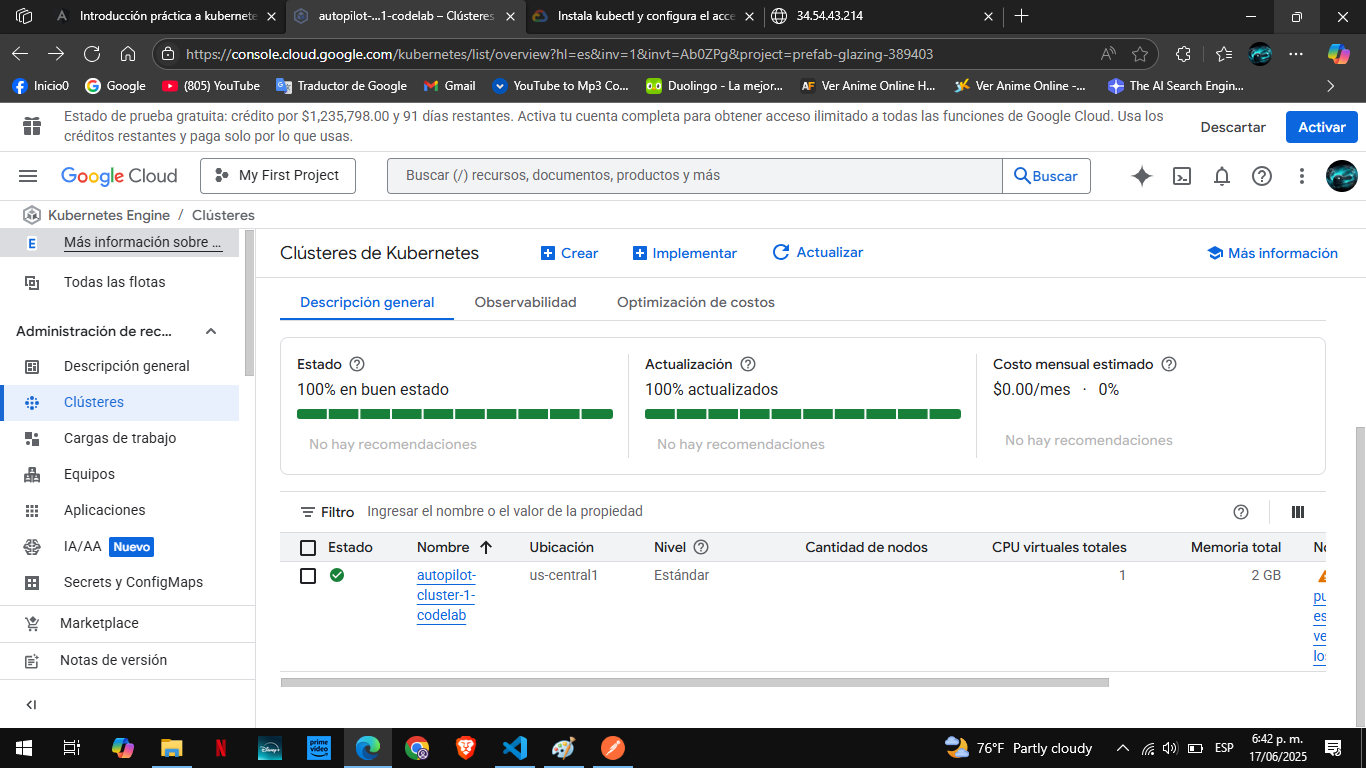 Introducción práctica a kubernete
autopilot-...1-codelab – Clústeres
Instala kubectl y configura el acce
34.54.43.214
https://console.cloud.google.com/kubernetes/list/overview?hl=es&inv=1&invt=Ab0ZPg&project=prefab-glazing-389403
Inicio0
Google
(805) YouTube
Traductor de Google
Gmail
YouTube to Mp3 Co...
Duolingo - La mejor...
Ver Anime Online H...
Ver Anime Online -...
The AI Search Engin...
Estado de prueba gratuita: crédito por $1,235,798.00 y 91 días restantes. Activa tu cuenta completa para obtener acceso ilimitado a todas las funciones de Google Cloud. Usa los
créditos restantes y paga solo por lo que usas.
Descartar
Activar
Google Cloud
My First Project
Buscar (/) recursos, documentos, productos y más
Buscar
Kubernetes Engine / Clústeres
E
Más información sobre ...
Todas las flotas
Administración de rec...
Descripción general
Clústeres
Cargas de trabajo
Equipos
Aplicaciones
IA/AA Nuevo
Secrets y ConfigMaps
Marketplace
Notas de versión
Clústeres de Kubernetes
Crear
Implementar
Actualizar
Más información
Descripción general
Observabilidad
Optimización de costos
Estado
100% en buen estado
No hay recomendaciones
Actualización
100% actualizados
No hay recomendaciones
Costo mensual estimado
$0.00/mes · 0%
No hay recomendaciones
Filtro
Ingresar el nombre o el valor de la propiedad
Estado
Nombre
Ubicación
Nivel
Cantidad de nodos
CPU virtuales totales
Memoria total
No
autopilot-
cluster-1-
codelab
us-central1
Estándar
1
2 GB
pu
es
ve
los
76°F Partly cloudy
ESP
6:42 p. m.
17/06/2025